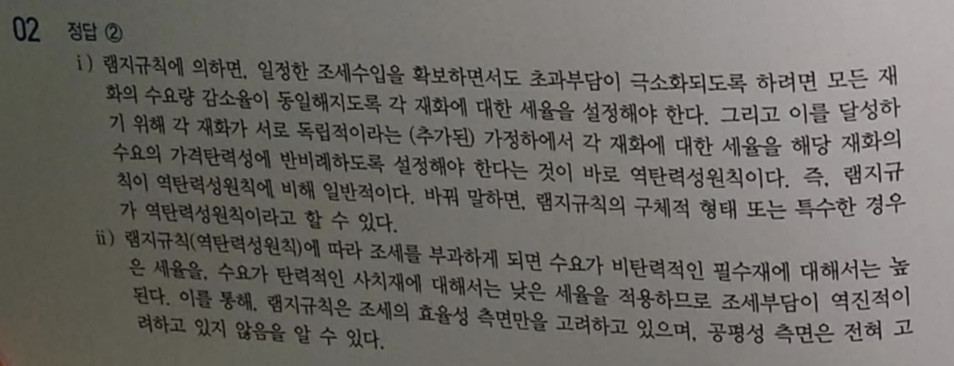 02 정답 ②
ⅰ) 램지규칙에 의하면, 일정한 조세수입을 확보하면서도 초과부담이 극소화되도록 하려면 모든 재
화의 수요량 감소율이 동일해지도록 각 재화에 대한 세율을 설정해야 한다. 그리고 이를 달성하
기 위해 각 재화가 서로 독립적이라는 (추가된) 가정하에서 각 재화에 대한 세율을 해당 재화의
수요의 가격탄력성에 반비례하도록 설정해야 한다는 것이 바로 역탄력성원칙이다. 즉, 램지규
칙이 역탄력성원칙에 비해 일반적이다. 바꿔 말하면, 램지규칙의 구체적 형태 또는 특수한 경우
가 역탄력성원칙이라고 할 수 있다.
ⅱ) 램지규칙(역탄력성원칙)에 따라 조세를 부과하게 되면 수요가 비탄력적인 필수재에 대해서는 높
은 세율을, 수요가 탄력적인 사치재에 대해서는 낮은 세율을 적용하므로 조세부담이 역진적이
된다. 이를 통해, 램지규칙은 조세의 효율성 측면만을 고려하고 있으며, 공평성 측면은 전혀 고
려하고 있지 않음을 알 수 있다.